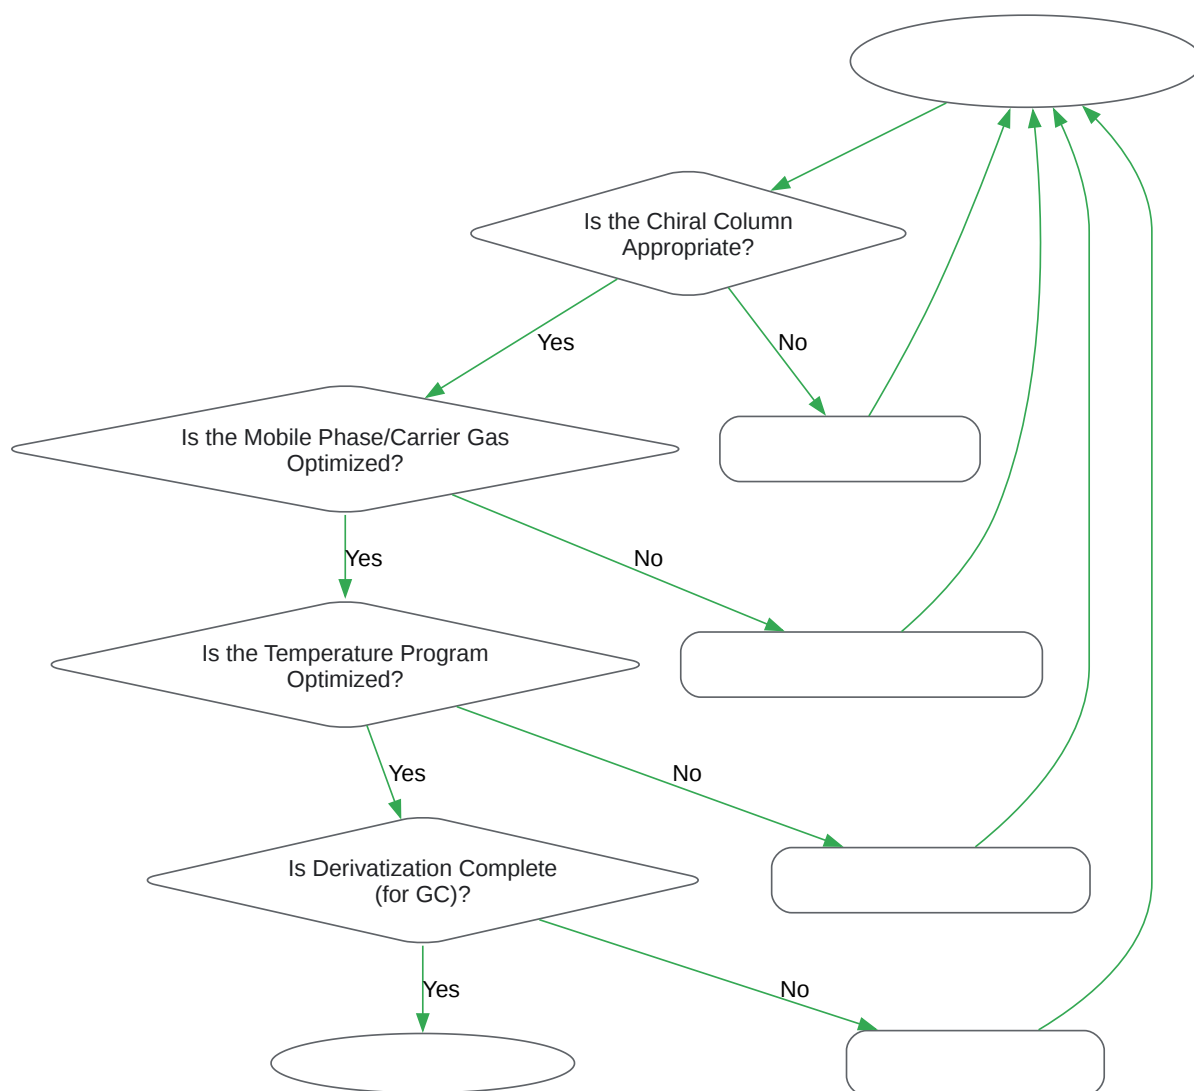 Is the Chiral Column
Appropriate?
Yes
No
Is the Mobile Phase/Carrier Gas
Optimized?
Yes
No
Is the Temperature Program
Optimized?
Yes
No
Is Derivatization Complete
(for GC)?
Yes
No